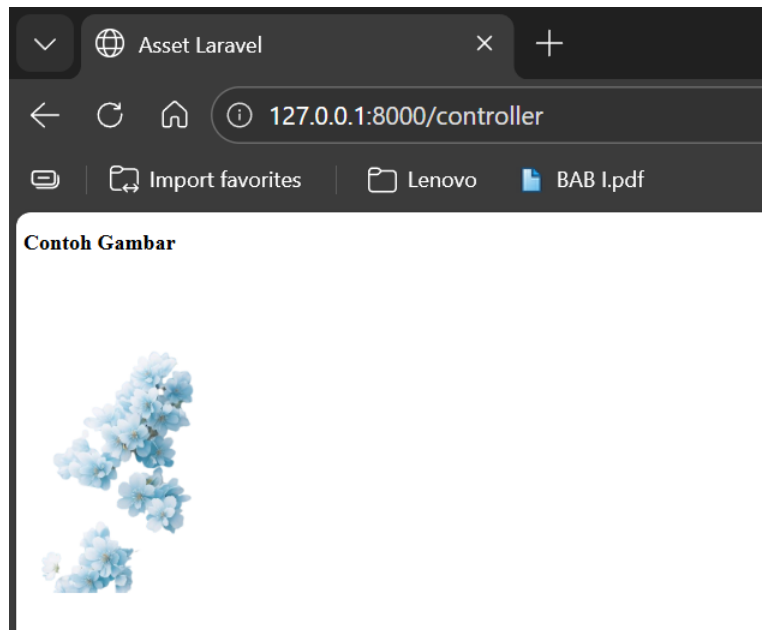 Asset Laravel
127.0.0.1:8000/controller
Import favorites Lenovo BAB I.pdf
Contoh Gambar